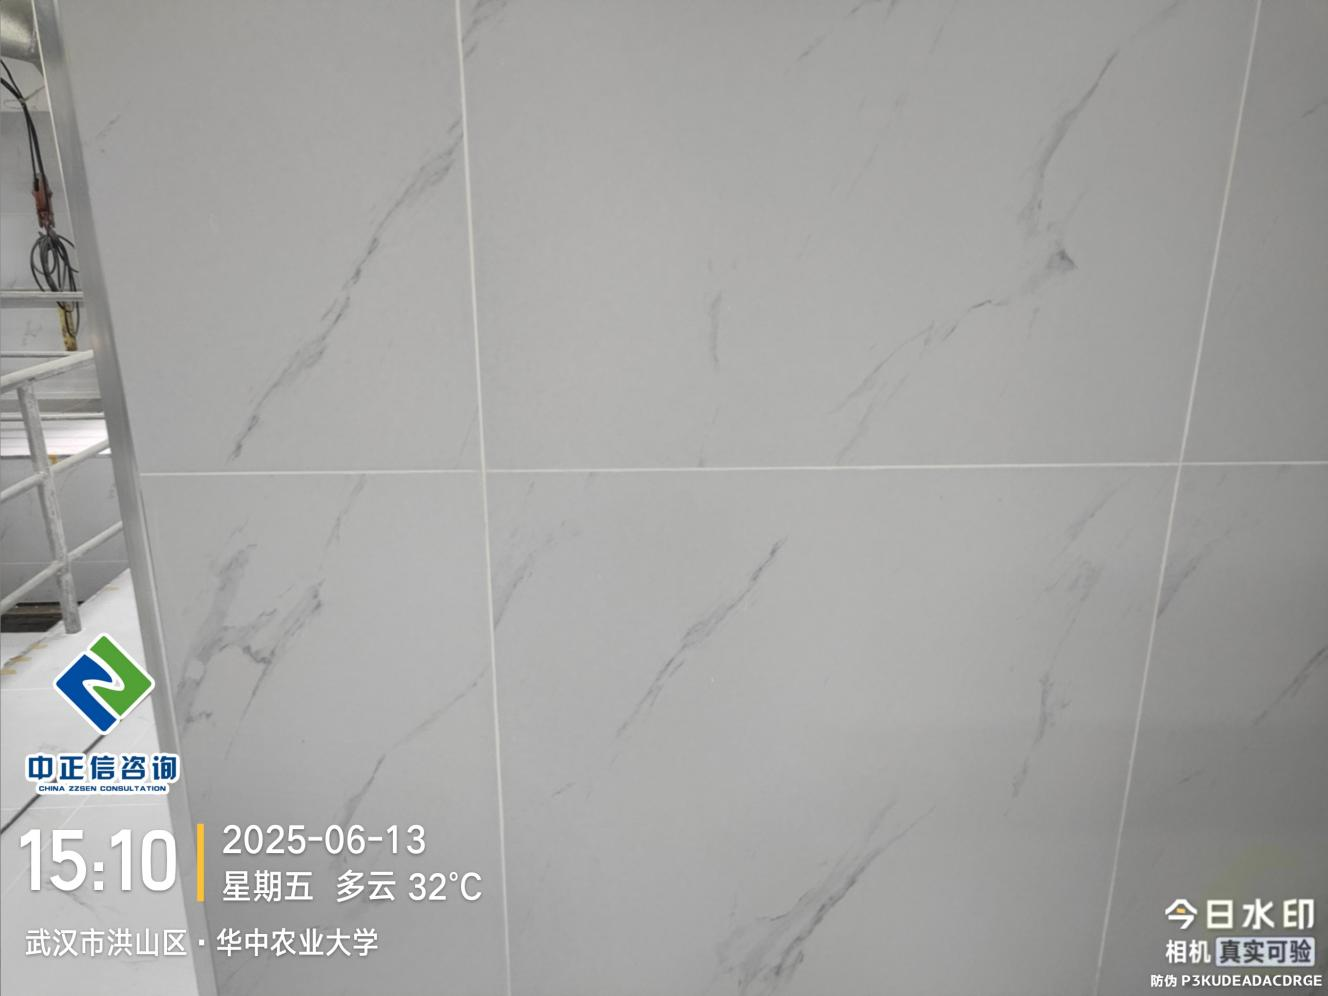 中正信咨询
CHINA ZZSEN CONSULTATION
15:10
2025-06-13
星期五 多云 32℃
武汉市洪山区·华中农业大学
今日水印
相机 真实可验
防伪 P3KUDEADACDRGE